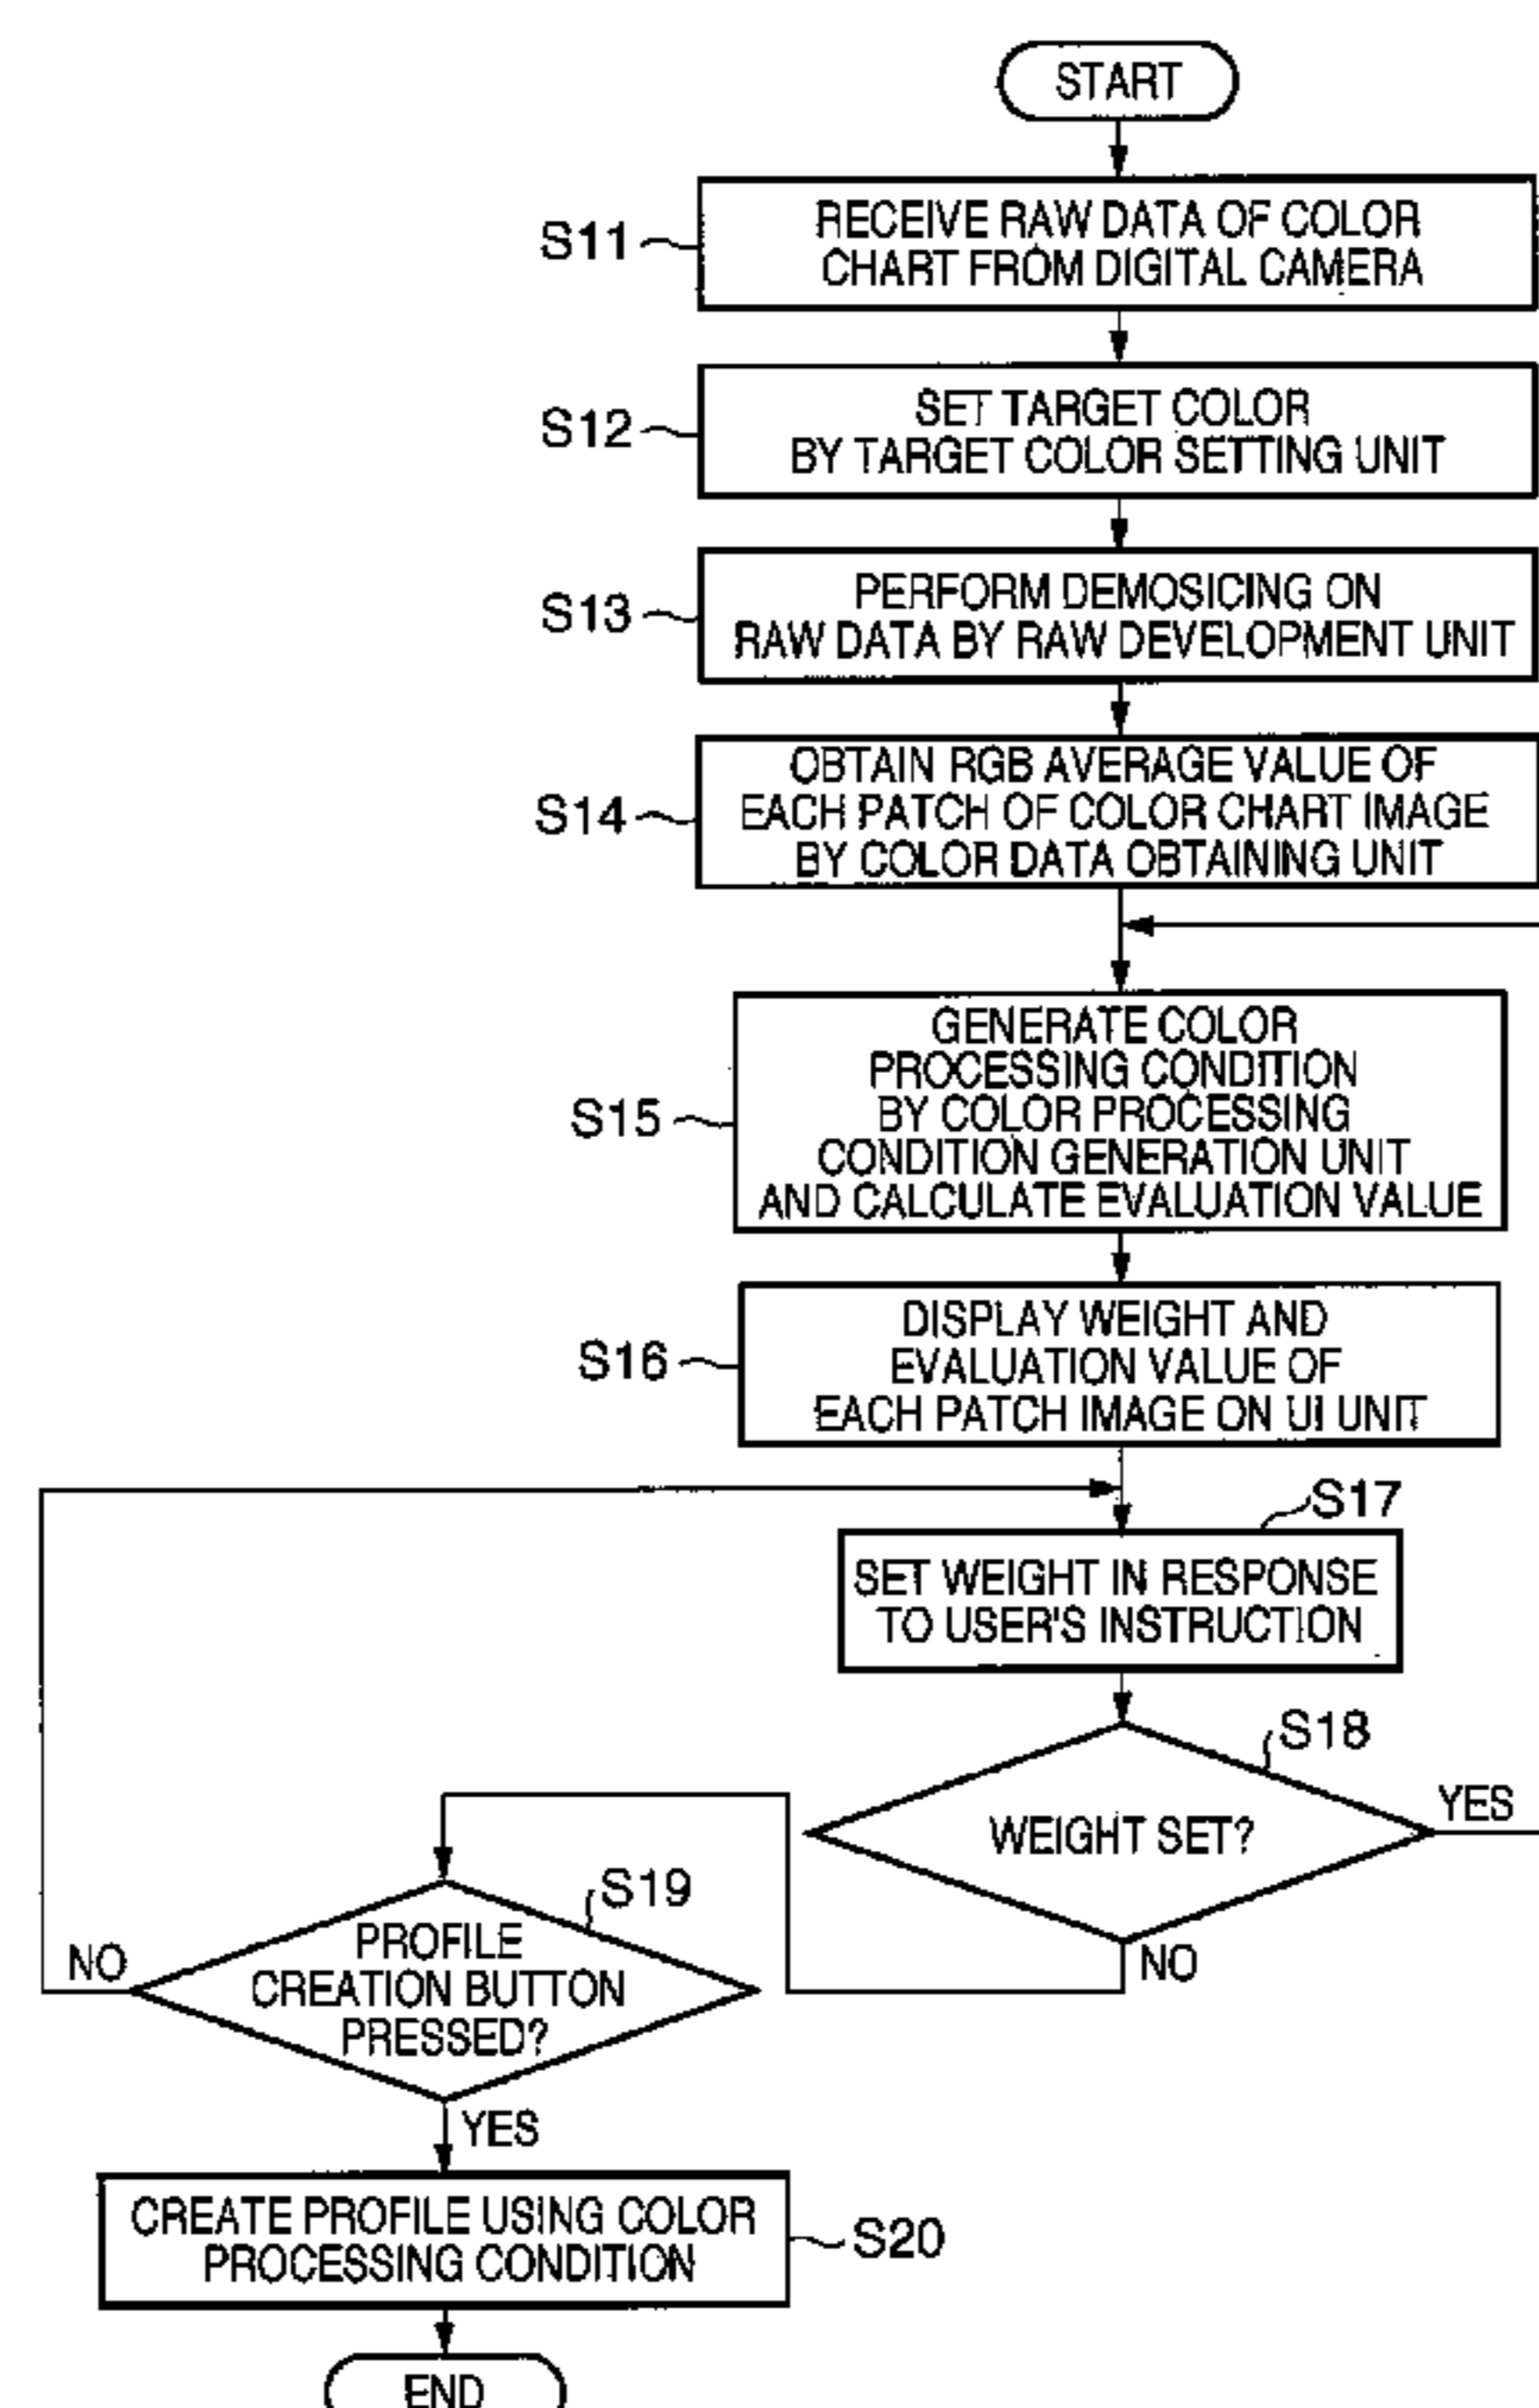 START
S11
RECEIVE RAW DATA OF COLOR
CHART FROM DIGITAL CAMERA
S12
SET TARGET COLOR
BY TARGET COLOR SETTING UNIT
S13
PERFORM DEMOSICING ON
RAW DATA BY RAW DEVELOPMENT UNIT
S14
OBTAIN RGB AVERAGE VALUE OF
EACH PATCH OF COLOR CHART IMAGE
BY COLOR DATA OBTAINING UNIT
S15
GENERATE COLOR
PROCESSING CONDITION
BY COLOR PROCESSING
CONDITION GENERATION UNIT
AND CALCULATE EVALUATION VALUE
S16
DISPLAY WEIGHT AND
EVALUATION VALUE OF
EACH PATCH IMAGE ON UI UNIT
S17
SET WEIGHT IN RESPONSE
TO USER'S INSTRUCTION
S18
WEIGHT SET?
YES
NO
S19
PROFILE
CREATION BUTTON
PRESSED?
NO
YES
CREATE PROFILE USING COLOR
PROCESSING CONDITION
S20
END